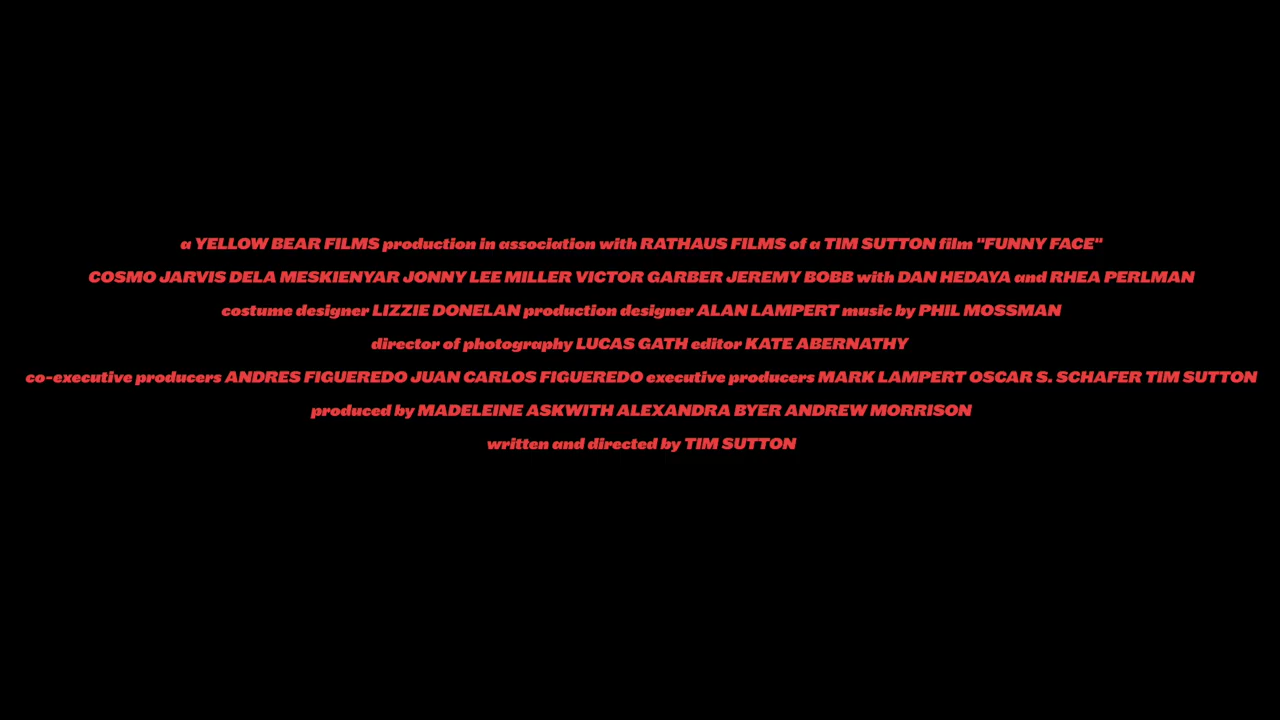 a YELLOW BEAR FILMS production in association with RATHAUS FILMS of a TIM SUTTON film "FUNNY FACE"
COSMO JARVIS DELA MESKIENYAR JONNY LEE MILLER VICTOR GARBER JEREMY BOBB with DAN HEDAYA and RHEA PERLMAN
costume designer LIZZIE DONELAN production designer ALAN LAMPERT music by PHIL MOSSMAN
director of photography LUCAS GATH editor KATE ABERNATHY
co-executive producers ANDRES FIGUEREDO JUAN CARLOS FIGUEREDO executive producers MARK LAMPERT OSCAR S. SCHAFER TIM SUTTON
produced by MADELEINE ASKWITH ALEXANDRA BYER ANDREW MORRISON
written and directed by TIM SUTTON